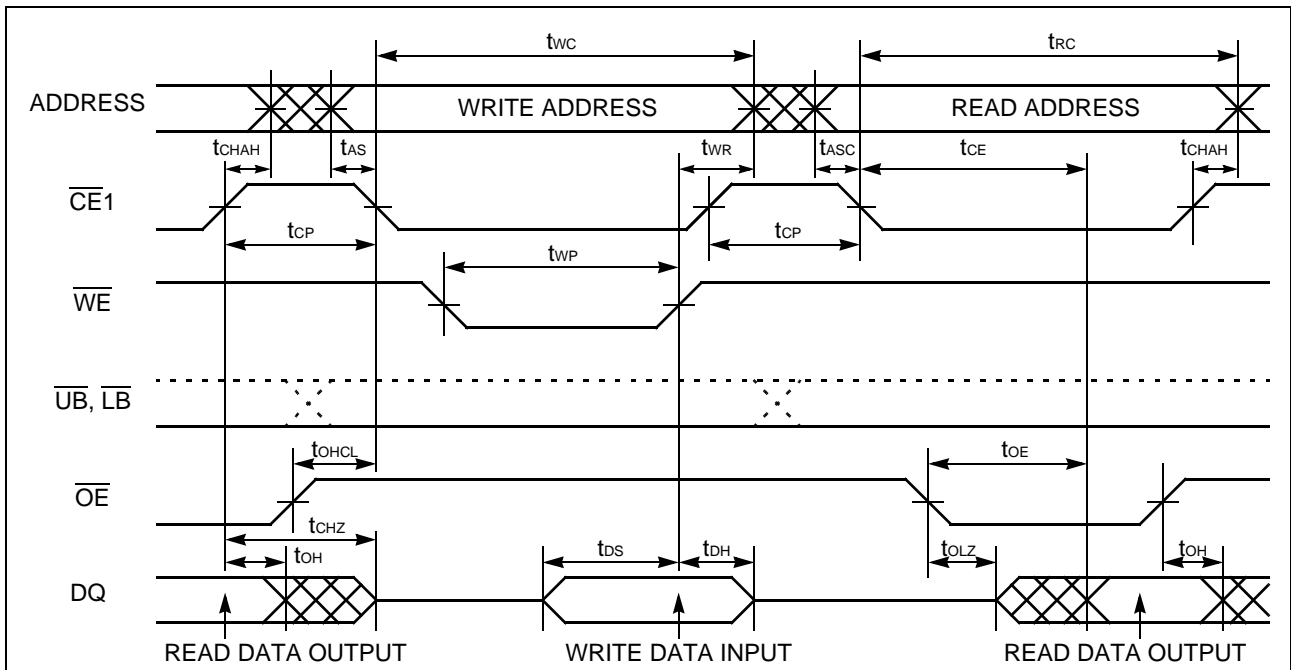 tWC tRC
ADDRESS WRITE ADDRESS READ ADDRESS
tCHAH tAS tWR tASC tCE tCHAH
CE1
tCP tCP
tWP
WE
UB, LB
tOHCL tOE
OE
tCHZ
tOH tDS tDH tOLZ tOH
DQ
READ DATA OUTPUT WRITE DATA INPUT READ DATA OUTPUT